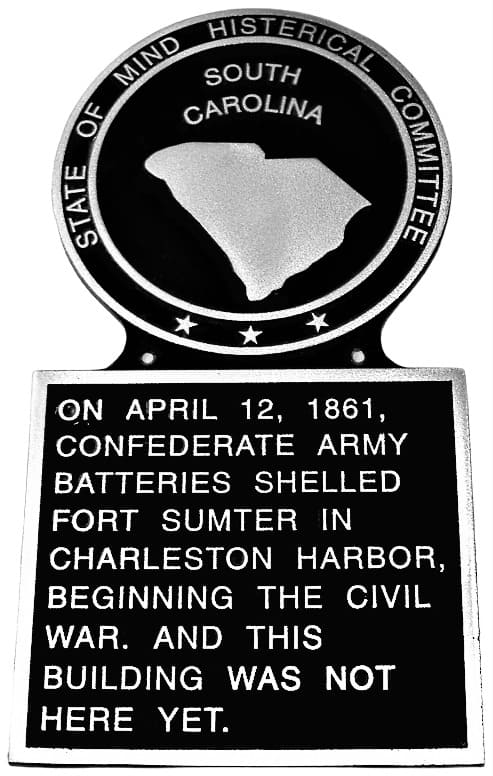 STATE OF MIND HISTERICAL COMMITTEE
SOUTH
CAROLINA
ON APRIL 12, 1861,
CONFEDERATE ARMY
BATTERIES SHELLED
FORT SUMTER IN
CHARLESTON HARBOR,
BEGINNING THE CIVIL
WAR. AND THIS
BUILDING WAS NOT
HERE YET.